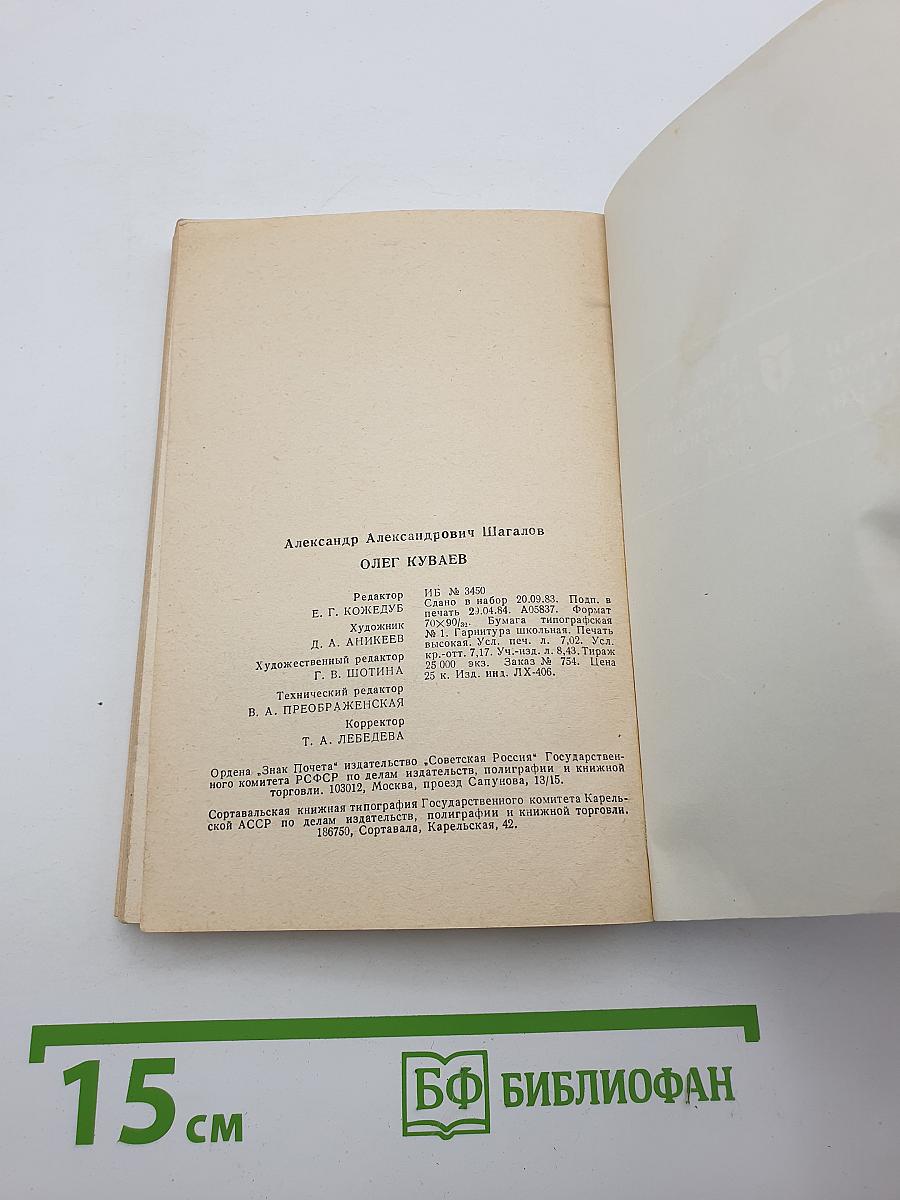 Александр Александрович Шагалов
ОЛЕГ КУВАЕВ
Редактор
Е. Г. КОЖЕДУБ
Художник
Д. А. АНИКЕЕВ
Художественный редактор
Г. В. ШОТИНА
Технический редактор
В. А. ПРЕОБРАЖЕНСКАЯ
Корректор
Т. А. ЛЕБЕДЕВА
ИБ № 3450
Сдано в набор 20.09.83. Подп. в
печать 29.04.84. А05837. Формат
70×90/32. Бумага типографская
№ 1. Гарнитура школьная. Печать
высокая. Усл. печ. л. 7,02. Усл.
кр.-отт. 7,17. Уч.-изд. л. 8,43. Тираж
25 000 экз. Заказ № 754. Цена
25 к. Изд. инд. ЛХ-406.
Ордена „Знак Почета" издательство „Советская Россия" Государствен-
ного комитета РСФСР по делам издательств, полиграфии и книжной
торговли. 103012, Москва, проезд Сапунова, 13/15.
Сортавальская книжная типография Государственного комитета Карель-
ской АССР по делам издательств, полиграфии и книжной торговли.
186750, Сортавала, Карельская, 42.
15 см
БФ БИБЛИОФАН